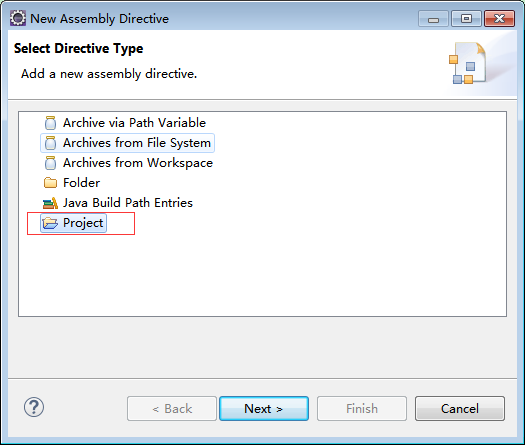 New Assembly Directive
Select Directive Type
Add a new assembly directive.
Archive via Path Variable
Archives from File System
Archives from Workspace
Folder
Java Build Path Entries
Project
?
< Back
Next >
Finish
Cancel